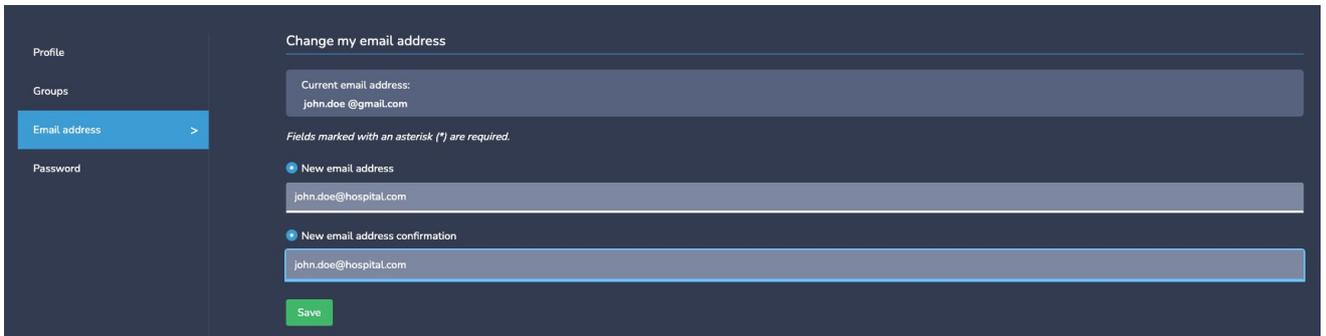 Profile
Groups
Email address >
Password
Change my email address
Current email address:
john.doe @gmail.com
Fields marked with an asterisk (*) are required.
New email address
john.doe@hospital.com
New email address confirmation
john.doe@hospital.com
Save